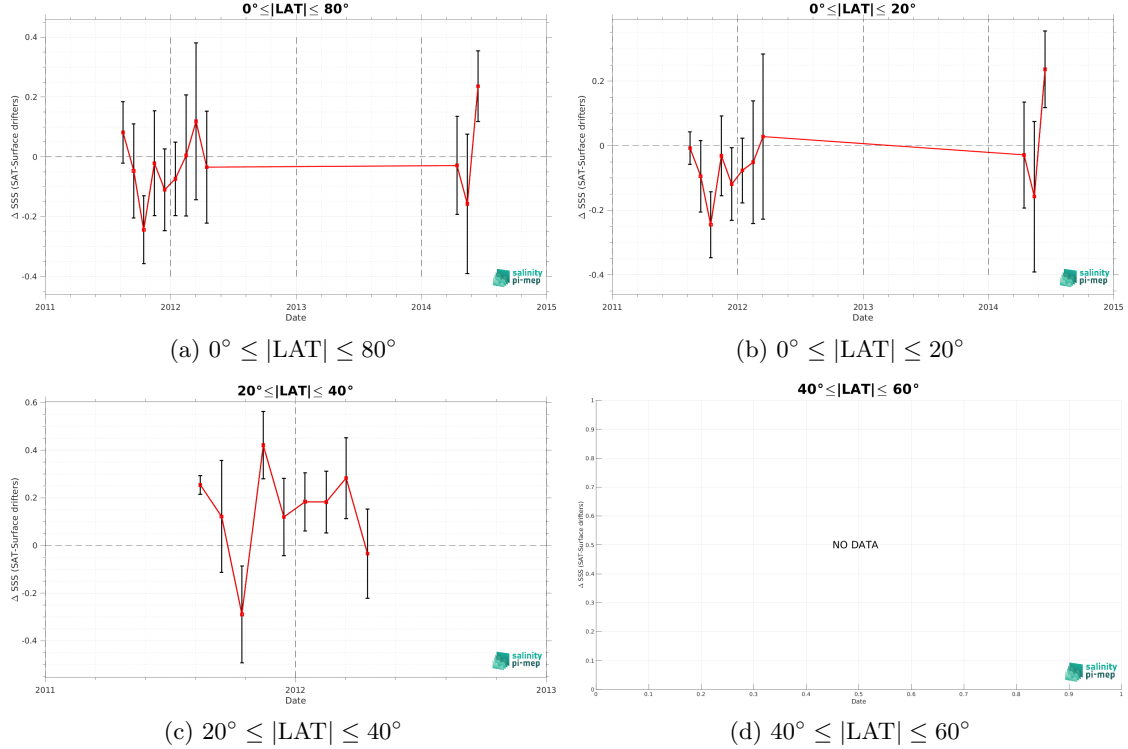 0°≤|LAT|≤ 80°
Δ SSS (SAT-Surface drifters)
0.4
0.2
0
-0.2
-0.4
2011
2012
2013
2014
2015
Date
salinity
pi-mep
(a) 0° ≤ |LAT| ≤ 80°
0°≤|LAT|≤ 20°
Δ SSS (SAT-Surface drifters)
0.2
0
-0.2
-0.4
2011
2012
2013
2014
2015
Date
salinity
pi-mep
(b) 0° ≤ |LAT| ≤ 20°
20°≤|LAT|≤ 40°
Δ SSS (SAT-Surface drifters)
0.6
0.4
0.2
0
-0.2
-0.4
2011
2012
2013
Date
salinity
pi-mep
(c) 20° ≤ |LAT| ≤ 40°
40°≤|LAT|≤ 60°
Δ SSS (SAT-Surface drifters)
1
0.9
0.8
0.7
0.6
0.5
0.4
0.3
0.2
0.1
0
NO DATA
0 0.1 0.2 0.3 0.4 0.5 0.6 0.7 0.8 0.9 1
Date
salinity
pi-mep
(d) 40° ≤ |LAT| ≤ 60°